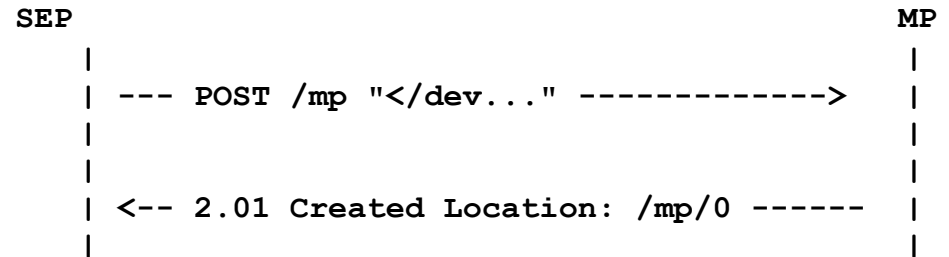 SEP MP
| |
| --- POST /mp "</dev..." -------------> |
| |
| |
| <-- 2.01 Created Location: /mp/0 ------ |
| |